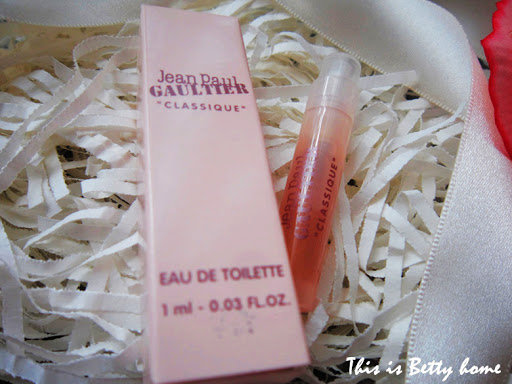 Jean Paul
GAULTIER
"CLASSIQUE"
EAU DE TOILETTE
1 ml - 0.03 FL.OZ.
Jean Paul
GAULTIER
"CLASSIQUE"
This is Betty home